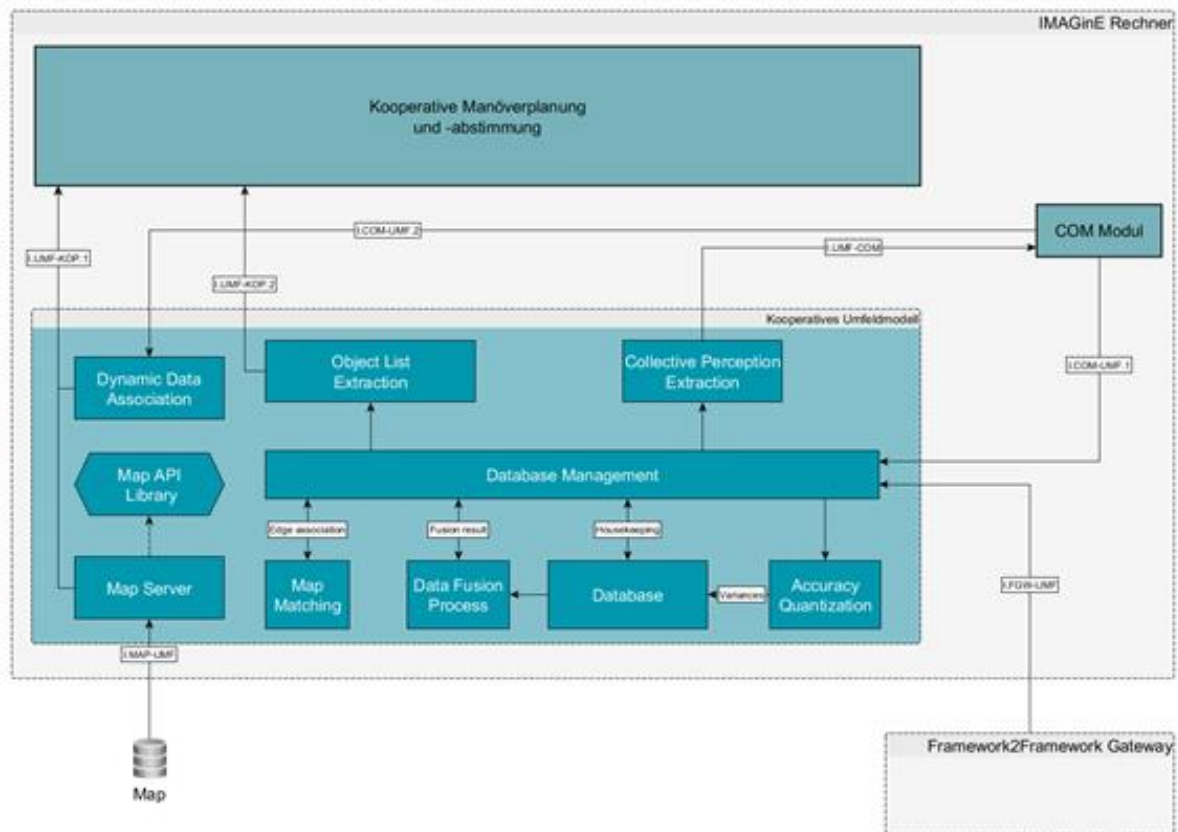 IMAGinE Rechner
Kooperative Manöverplanung
und -abstimmung
COM Modul
I.COM-UMF.2
I.UMF-COM
I.UMF-KOP.1
I.UMF-KOP.2
Kooperatives Umfeldmodell
I.COM-UMF.1
Dynamic Data
Association
Object List
Extraction
Collective Perception
Extraction
Map API
Library
Database Management
Edge association
Fusion result
Housekeeping
Map Server
Map
Matching
Data Fusion
Process
Database
Variances
Accuracy
Quantization
I.FGW-UMF
I.MAP-UMF
Map
Framework2Framework Gateway